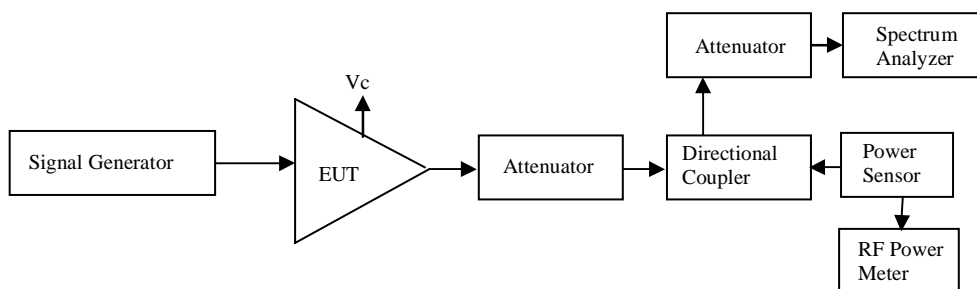 Attenuator
Spectrum
Analyzer
Vc
Signal Generator
EUT
Attenuator
Directional
Coupler
Power
Sensor
RF Power
Meter